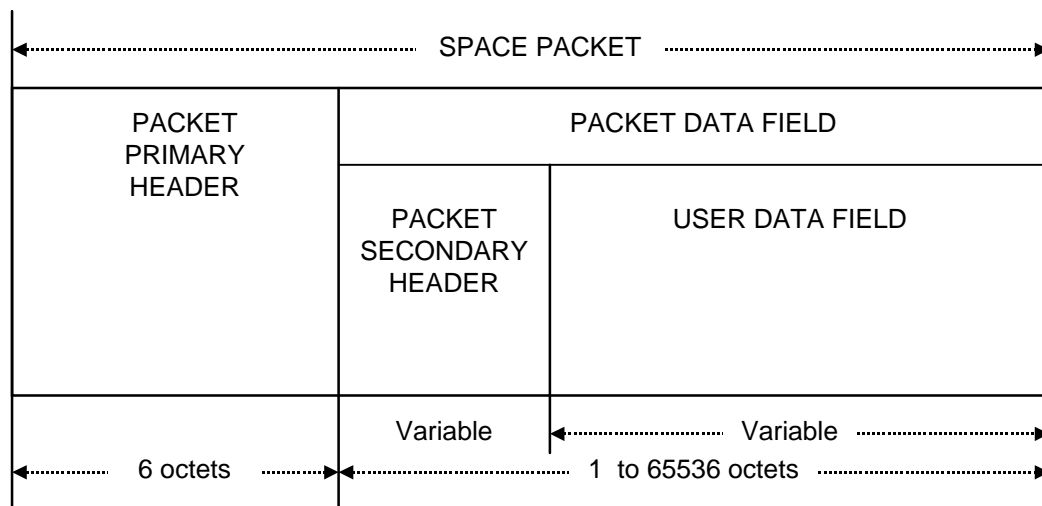 SPACE PACKET
PACKET
PRIMARY
HEADER
PACKET DATA FIELD
PACKET
SECONDARY
HEADER
USER DATA FIELD
Variable
Variable
6 octets
1 to 65536 octets